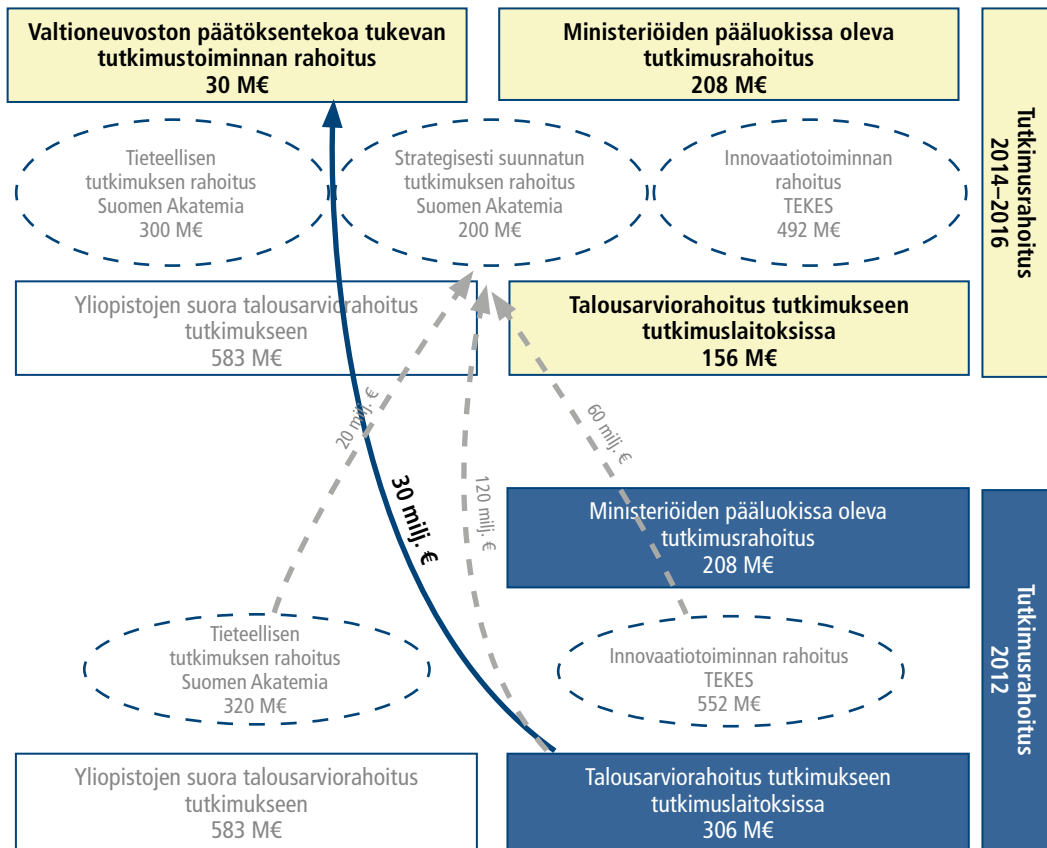 Valtioneuvoston päätöksentekoa tukevan
tutkimustoiminnan rahoitus
30 M€
Ministeriöiden pääluokissa oleva
tutkimusrahoitus
208 M€
Tutkimusrahoitus
2014–2016
Tieteellisen
tutkimuksen rahoitus
Suomen Akatemia
300 M€
Strategisesti suunnatun
tutkimuksen rahoitus
Suomen Akatemia
200 M€
Innovaatiotoiminnan
rahoitus
TEKES
492 M€
Yliopistojen suora talousarviorahoitus
tutkimukseen
583 M€
Talousarviorahoitus tutkimukseen
tutkimuslaitoksissa
156 M€
20 milj. €
30 milj. €
120 milj. €
60 milj. €
Ministeriöiden pääluokissa oleva
tutkimusrahoitus
208 M€
Tutkimusrahoitus
2012
Tieteellisen
tutkimuksen rahoitus
Suomen Akatemia
320 M€
Innovaatiotoiminnan rahoitus
TEKES
552 M€
Yliopistojen suora talousarviorahoitus
tutkimukseen
583 M€
Talousarviorahoitus tutkimukseen
tutkimuslaitoksissa
306 M€